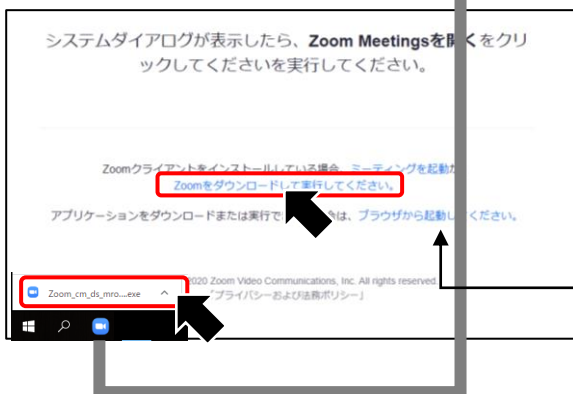 システムダイアログが表示したら、Zoom Meetingsを開くをクリ
ックしてくださいを実行してください。
Zoomクライアントをインストールしている場合、ミーティングを起動か
Zoomをダウンロードして実行してください。
アプリケーションをダウンロードまたは実行で 合は、ブラウザから起動してください。
2020 Zoom Video Communications, Inc. All rights reserved.
「プライバシーおよび法務ポリシー」
Zoom_cm_ds_mro....exe